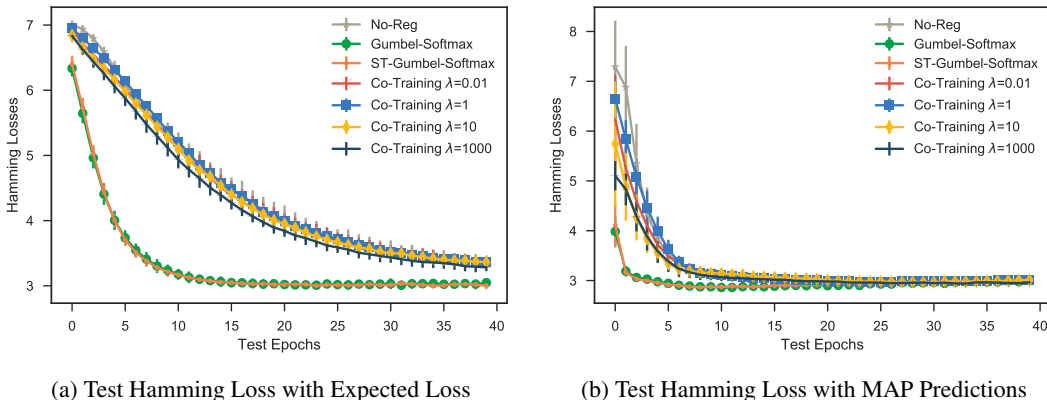 7
6
5
4
3
Hamming Losses
0 5 10 15 20 25 30 35 40
Test Epochs
No-Reg
Gumbel-Softmax
ST-Gumbel-Softmax
Co-Training λ=0.01
Co-Training λ=1
Co-Training λ=10
Co-Training λ=1000
(a) Test Hamming Loss with Expected Loss
8
7
6
5
4
3
Hamming Losses
0 5 10 15 20 25 30 35 40
Test Epochs
No-Reg
Gumbel-Softmax
ST-Gumbel-Softmax
Co-Training λ=0.01
Co-Training λ=1
Co-Training λ=10
Co-Training λ=1000
(b) Test Hamming Loss with MAP Predictions